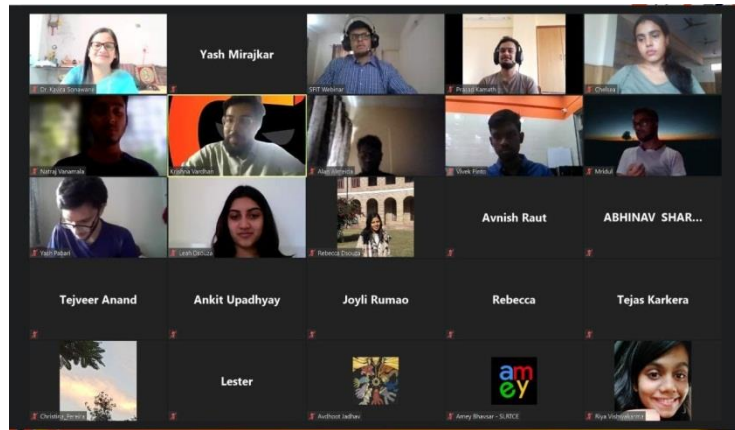 Dr. Kavita Sonawane
Yash Mirajkar
SFIT Webinar
Prasad Kamath
Chelsea
Natraj Vanamala
Krishna Vardhan
Allan Almeida
Vivek Pinto
Mridul
Yash Pabari
Leah Dsouza
Rebecca Dsouza
Avnish Raut
ABHINAV SHAR...
Tejveer Anand
Ankit Upadhyay
Joyli Rumao
Rebecca
Tejas Karkera
Christina_Pereira
Lester
Avdhoot Jadhav
amey
Amey Bhavsar - SLRTCE
Riya Vishwakarma